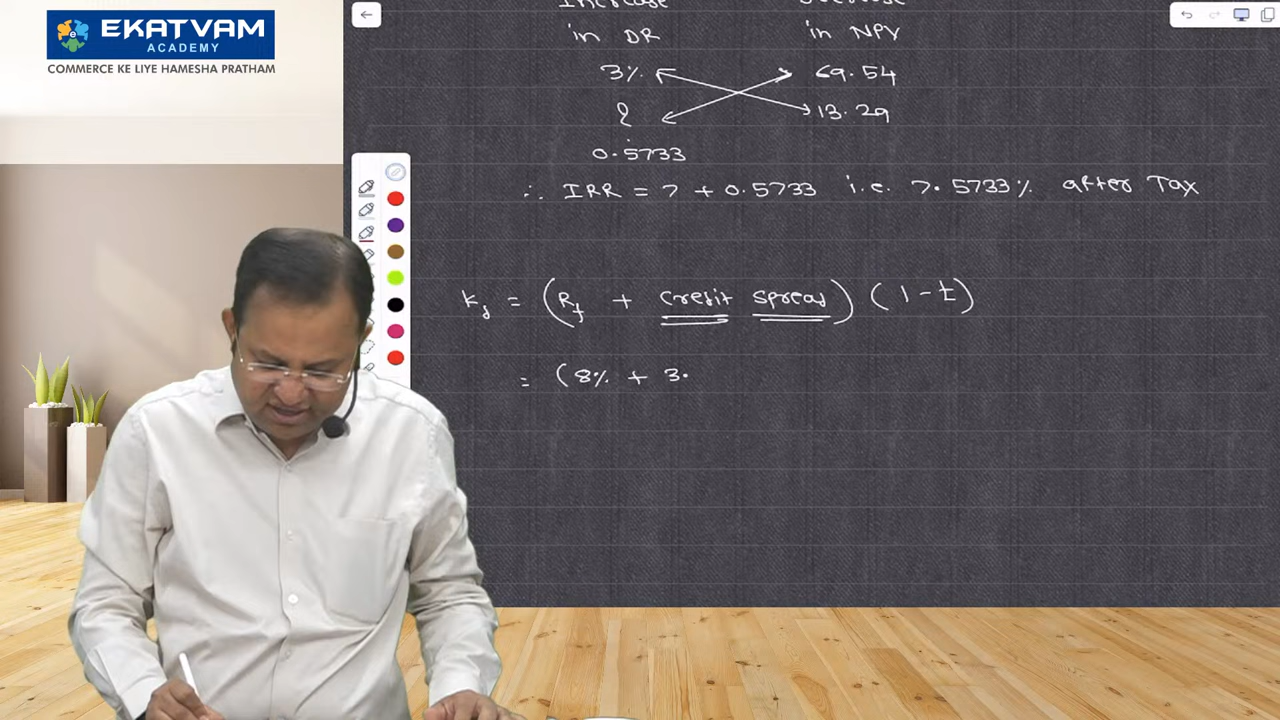 EKATVAM
ACADEMY
COMMERCE KE LIYE HAMESHA PRATHAM
Increase
in DR
in NPV
3% 69.54
? 13.29
0.5733
∴ IRR = 7 + 0.5733 i.e. 7.5733% after Tax
Kd = (Rf + credit spread) (1-t)
= (8% + 3.